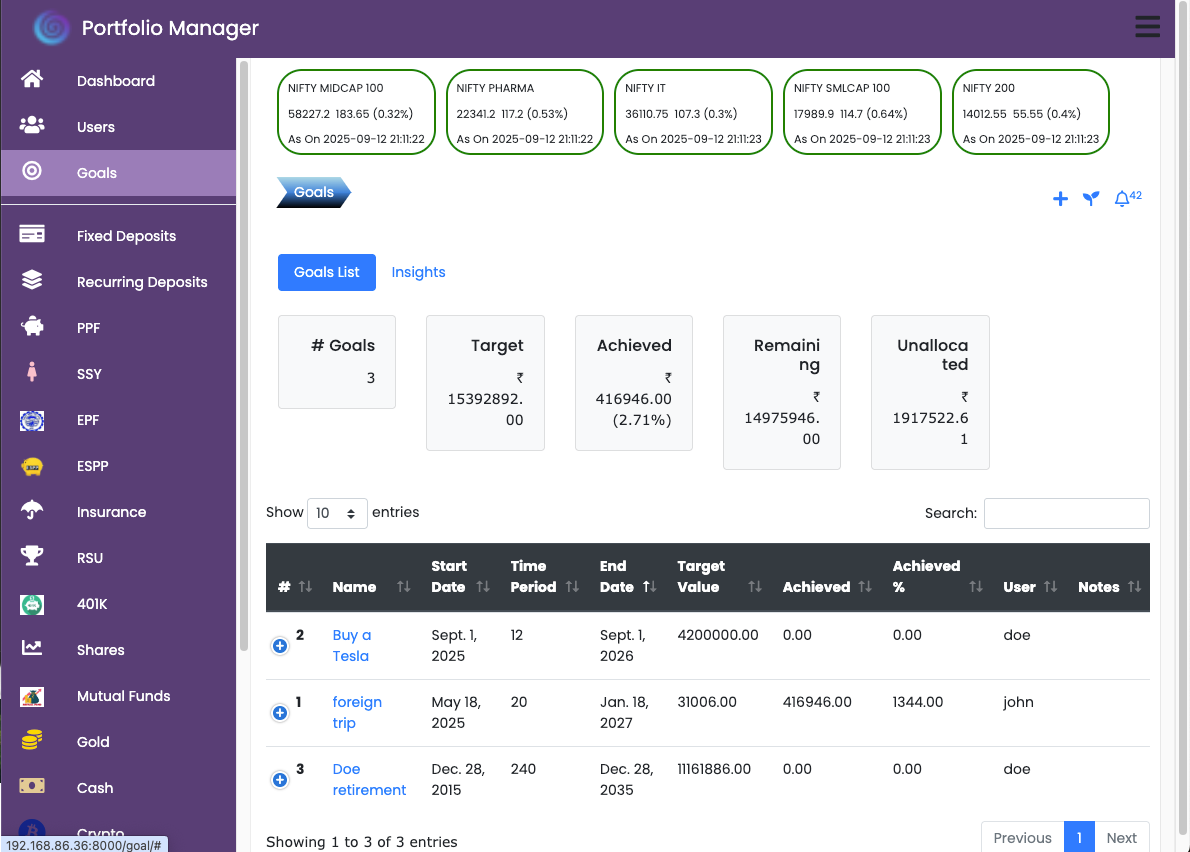 Portfolio Manager
Dashboard
Users
Goals
Fixed Deposits
Recurring Deposits
PPF
SSY
EPF
ESPP
Insurance
RSU
401K
Shares
Mutual Funds
Gold
Cash
Crypto
192.168.86.36:8000/goal/#
NIFTY MIDCAP 100
58227.2 183.65 (0.32%)
As On 2025-09-12 21:11:22
NIFTY PHARMA
22341.2 117.2 (0.53%)
As On 2025-09-12 21:11:22
NIFTY IT
36110.75 107.3 (0.3%)
As On 2025-09-12 21:11:23
NIFTY SMLCAP 100
17989.9 114.7 (0.64%)
As On 2025-09-12 21:11:23
NIFTY 200
14012.55 55.55 (0.4%)
As On 2025-09-12 21:11:23
Goals
42
Goals List Insights
# Goals
3
Target
₹
15392892.
00
Achieved
₹
416946.00
(2.71%)
Remaini
ng
₹
14975946.
00
Unalloca
ted
₹
1917522.6
1
Show 10 entries
Search:
# Name Start Date Time Period End Date Target Value Achieved Achieved % User Notes
2 Buy a Tesla Sept. 1, 2025 12 Sept. 1, 2026 4200000.00 0.00 0.00 doe
1 foreign trip May 18, 2025 20 Jan. 18, 2027 31006.00 416946.00 1344.00 john
3 Doe retirement Dec. 28, 2015 240 Dec. 28, 2035 11161886.00 0.00 0.00 doe
Showing 1 to 3 of 3 entries
Previous 1 Next